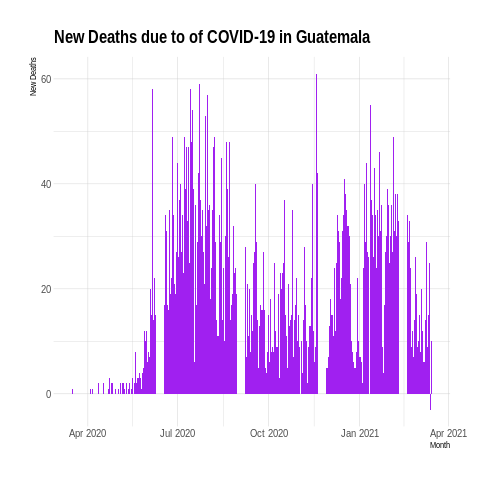 New Deaths due to of COVID-19 in Guatemala
New Deaths
60
40
20
0
Apr 2020
Jul 2020
Oct 2020
Jan 2021
Apr 2021
Month